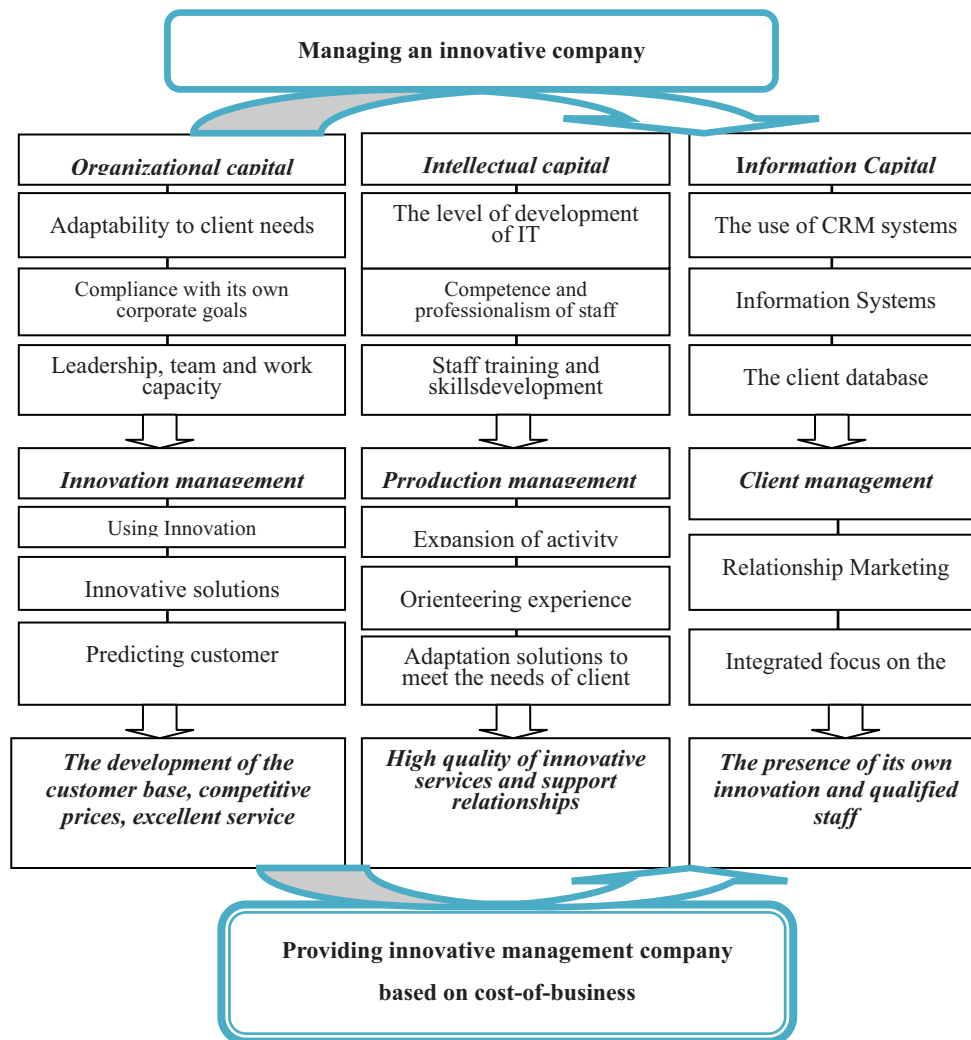 Managing an innovative company
Organizational capital
Adaptability to client needs
Compliance with its own
corporate goals
Leadership, team and work
capacity
Innovation management
Using Innovation
Innovative solutions
Predicting customer
The development of the
customer base, competitive
prices, excellent service
Intellectual capital
The level of development
of IT
Competence and
professionalism of staff
Staff training and
skillsdevelopment
Prroduction management
Expansion of activity
Orienteering experience
Adaptation solutions to
meet the needs of client
High quality of innovative
services and support
relationships
Information Capital
The use of CRM systems
Information Systems
The client database
Client management
Relationship Marketing
Integrated focus on the
The presence of its own
innovation and qualified
staff
Providing innovative management company
based on cost-of-business